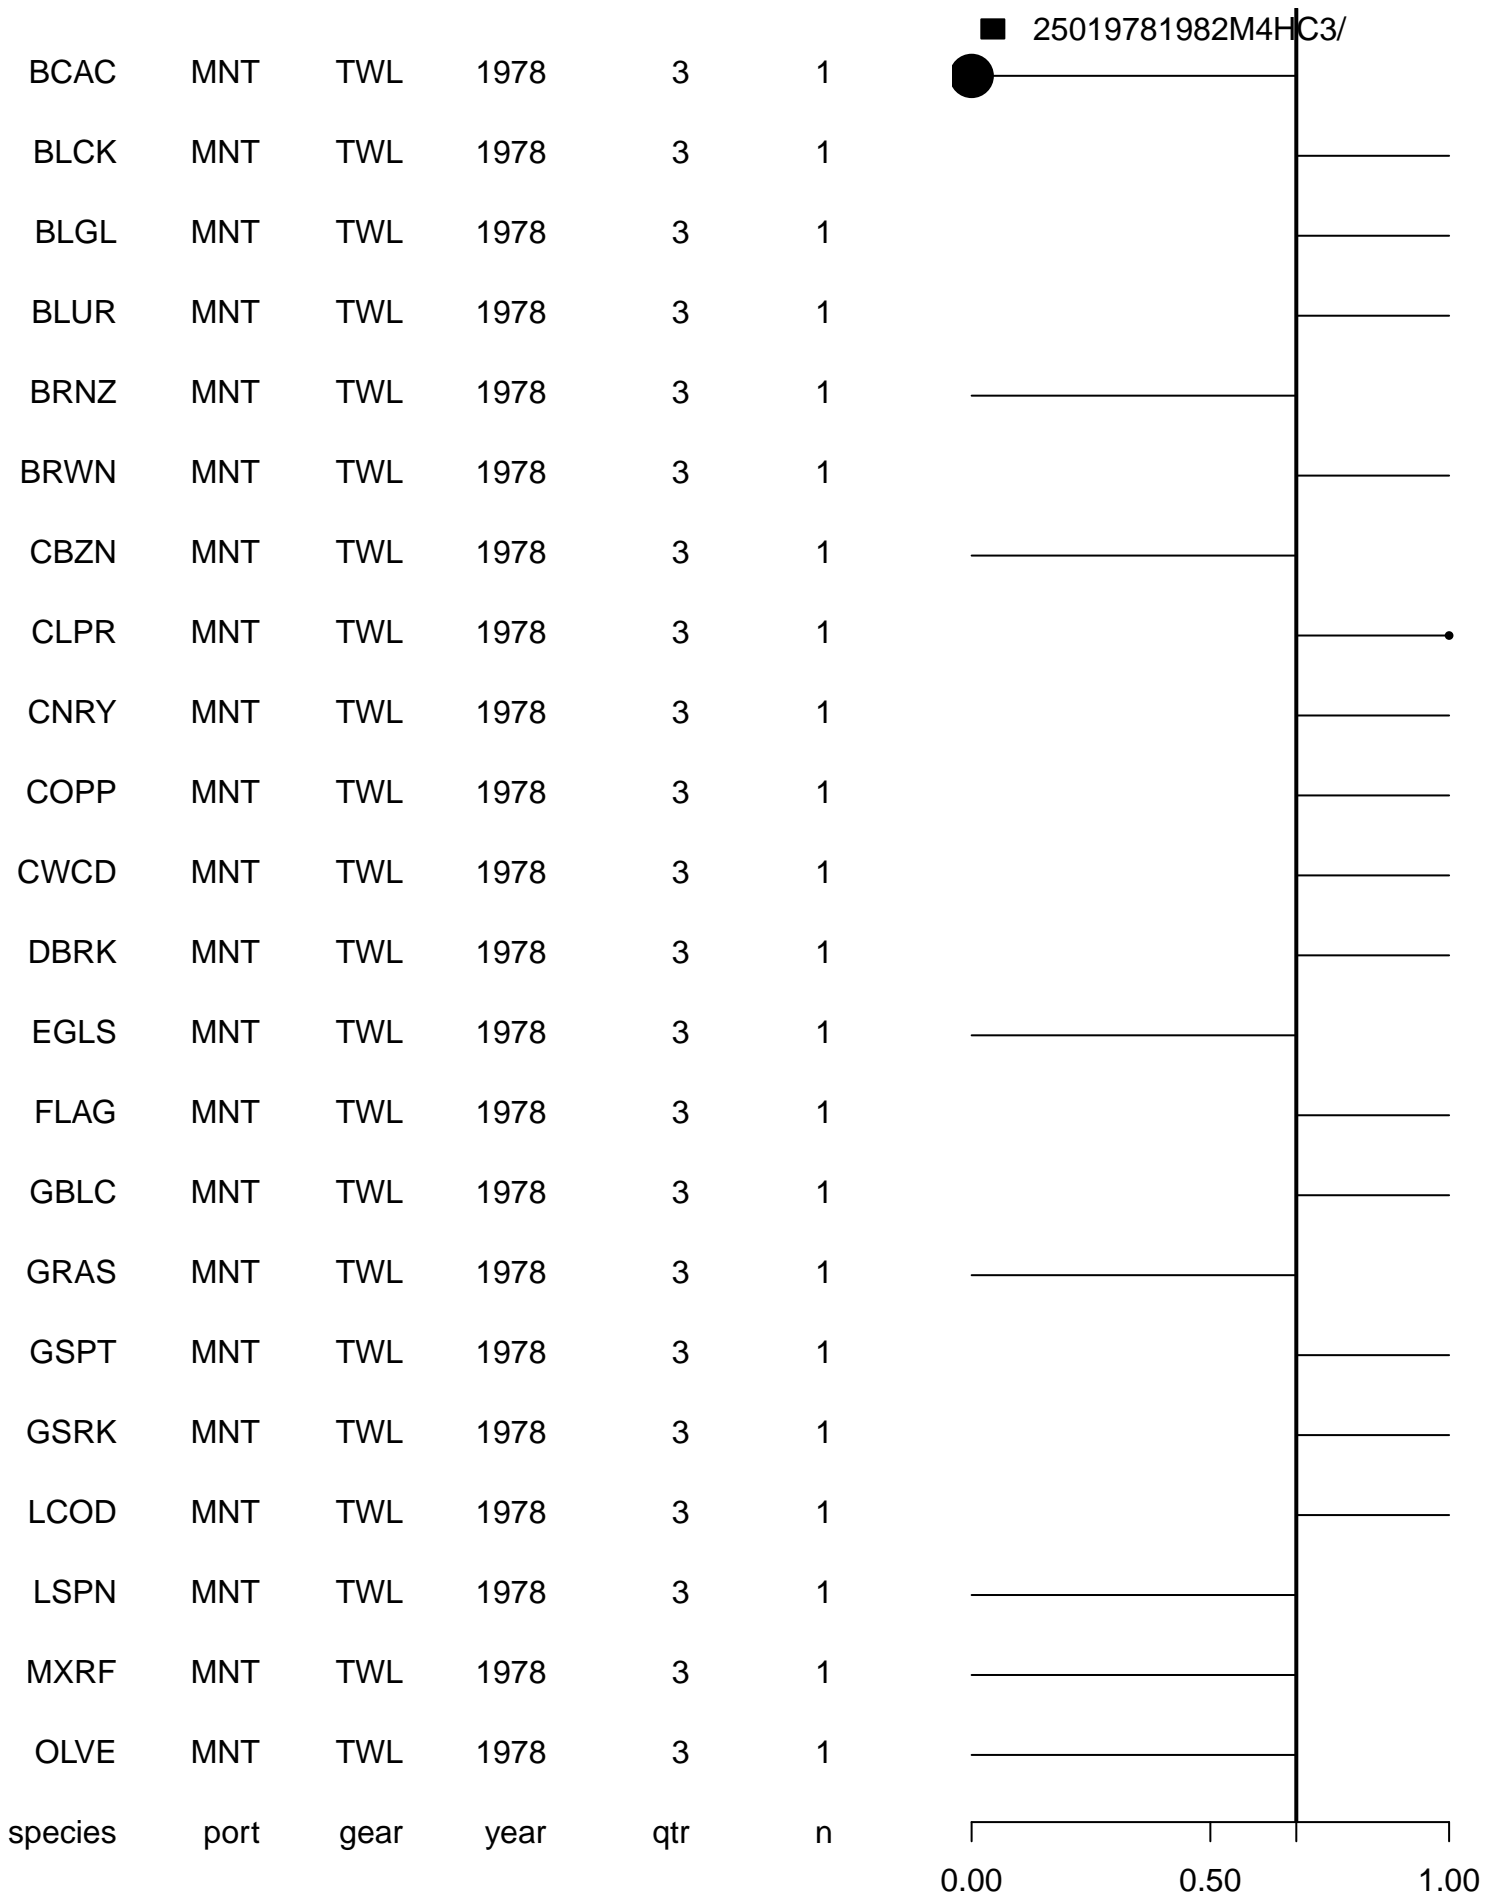 25019781982M4HC3/
BCAC MNT TWL 1978 3 1
BLCK MNT TWL 1978 3 1
BLGL MNT TWL 1978 3 1
BLUR MNT TWL 1978 3 1
BRNZ MNT TWL 1978 3 1
BRWN MNT TWL 1978 3 1
CBZN MNT TWL 1978 3 1
CLPR MNT TWL 1978 3 1
CNRY MNT TWL 1978 3 1
COPP MNT TWL 1978 3 1
CWCD MNT TWL 1978 3 1
DBRK MNT TWL 1978 3 1
EGLS MNT TWL 1978 3 1
FLAG MNT TWL 1978 3 1
GBLC MNT TWL 1978 3 1
GRAS MNT TWL 1978 3 1
GSPT MNT TWL 1978 3 1
GSRK MNT TWL 1978 3 1
LCOD MNT TWL 1978 3 1
LSPN MNT TWL 1978 3 1
MXRF MNT TWL 1978 3 1
OLVE MNT TWL 1978 3 1
species port gear year qtr n
0.00 0.50 1.00